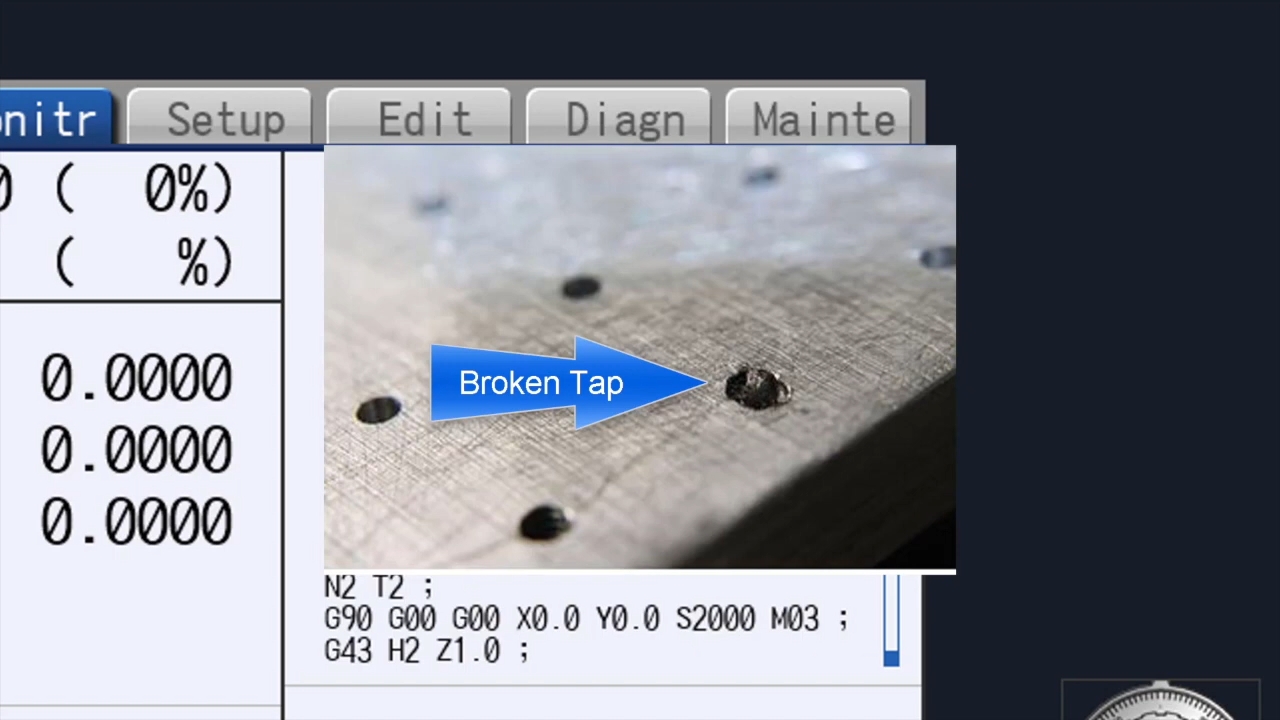 onitr Setup Edit Diagn Mainte
0 ( 0%)
( %)
0.0000
0.0000
0.0000
Broken Tap
N2 T2 ;
G90 G00 G00 X0.0 Y0.0 S2000 M03 ;
G43 H2 Z1.0 ;